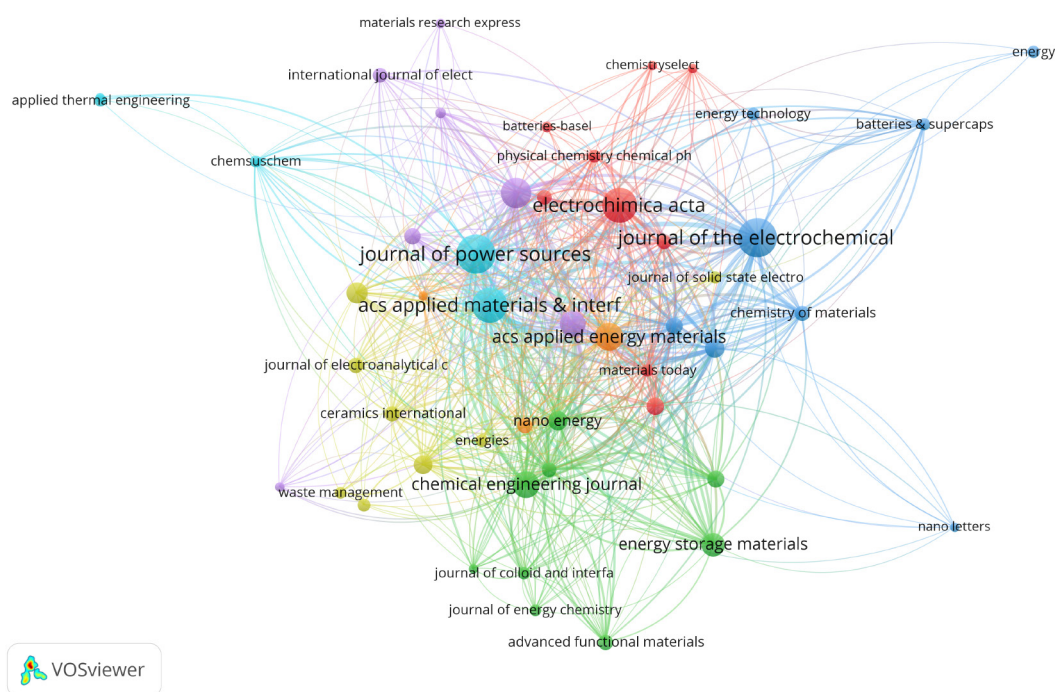 materials research express
energy
chemistryselect
international journal of elect
applied thermal engineering
energy technology
batteries & supercaps
batteries-basel
physical chemistry chemical ph
chemsuschem
electrochimica acta
journal of the electrochemical
journal of power sources
journal of solid state electro
acs applied materials & interf
chemistry of materials
acs applied energy materials
journal of electroanalytical c
materials today
ceramics international
nano energy
energies
chemical engineering journal
waste management
nano letters
energy storage materials
journal of colloid and interfa
journal of energy chemistry
advanced functional materials
VOSviewer